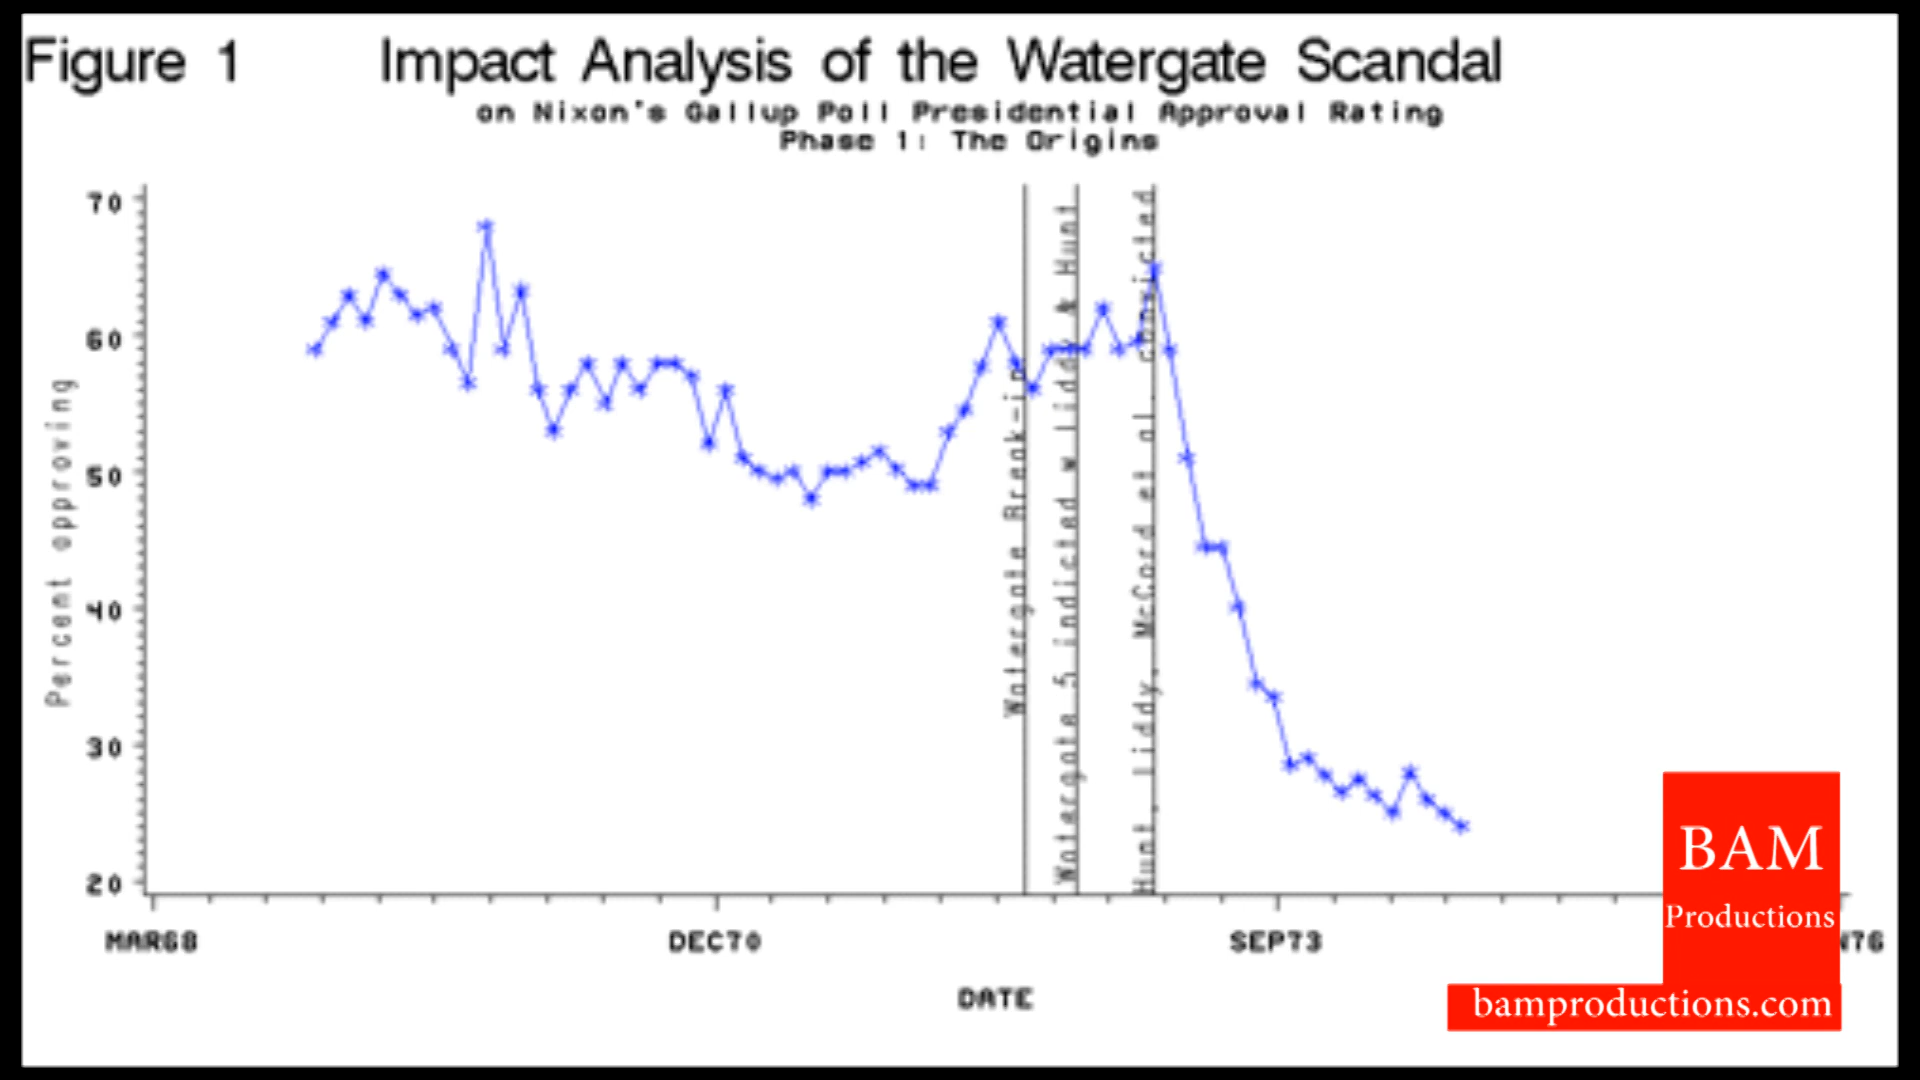 Figure 1 Impact Analysis of the Watergate Scandal
on Nixon's Gallup Poll Presidential Approval Rating
Phase 1: The Origins
70
60
50
40
30
20
Percent approving
Watergate Break-in
Watergate 5 indicted w liddy & Hunt
Hunt, liddy, McCord et al. convicted
MAR68
DEC70
SEP73
N76
DATE
BAM
Productions
bamproductions.com